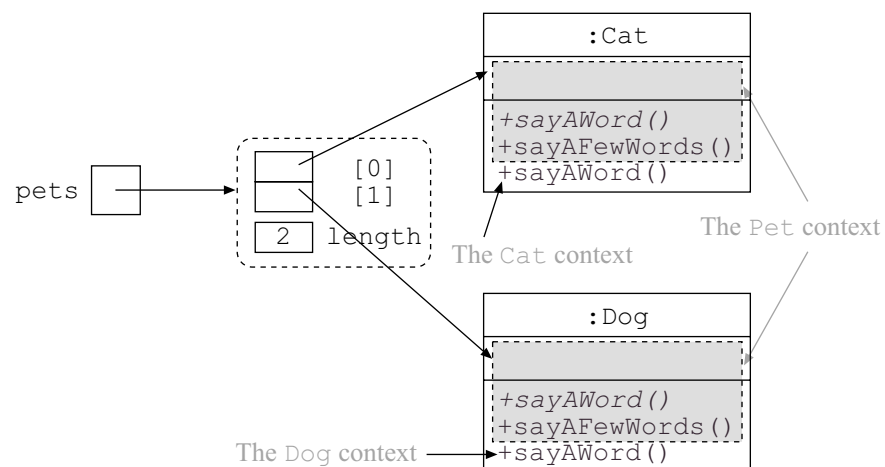 :Cat
+sayAWord()
+sayAFewWords()
+sayAWord()
pets
[0]
[1]
2 length
The Cat context
The Pet context
:Dog
+sayAWord()
+sayAFewWords()
The Dog context
+sayAWord()